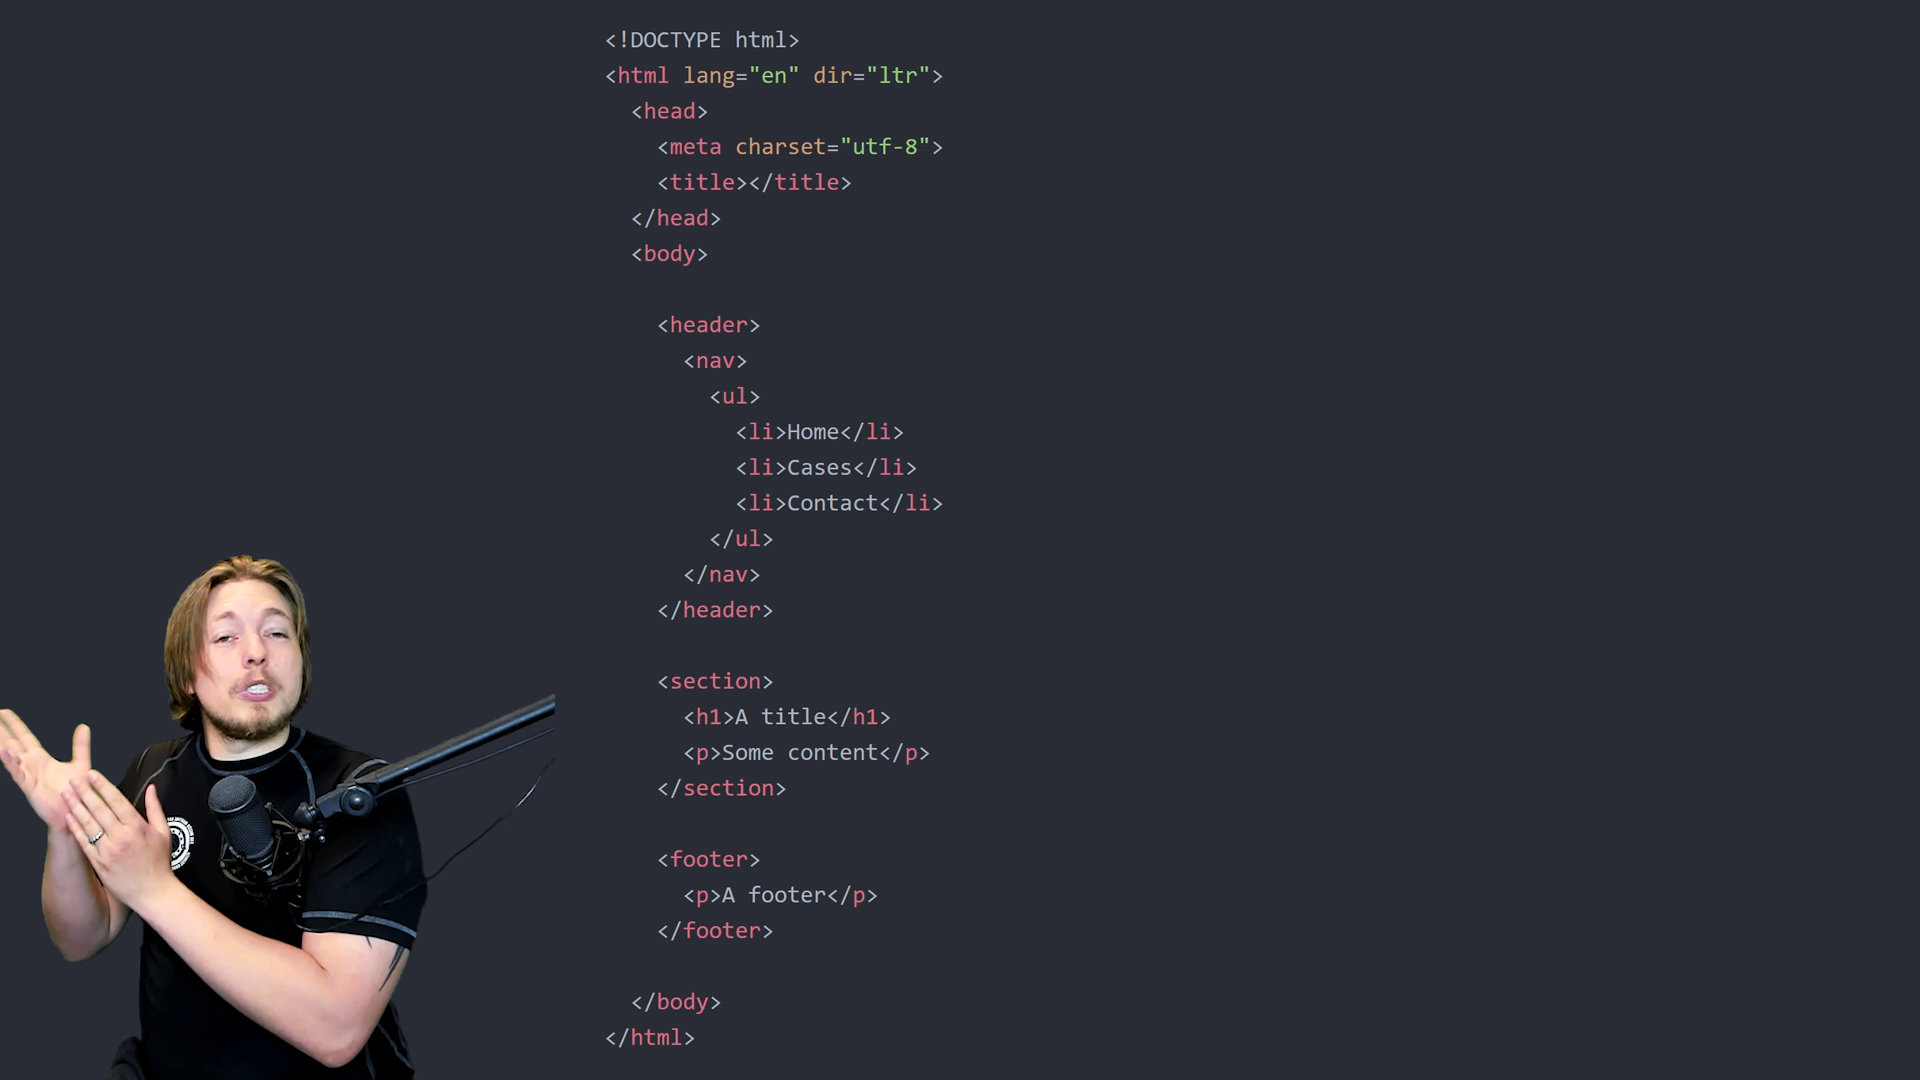 <!DOCTYPE html>
<html lang="en" dir="ltr">
<head>
<meta charset="utf-8">
<title></title>
</head>
<body>
<header>
<nav>
<ul>
<li>Home</li>
<li>Cases</li>
<li>Contact</li>
</ul>
</nav>
</header>
<section>
<h1>A title</h1>
<p>Some content</p>
</section>
<footer>
<p>A footer</p>
</footer>
</body>
</html>